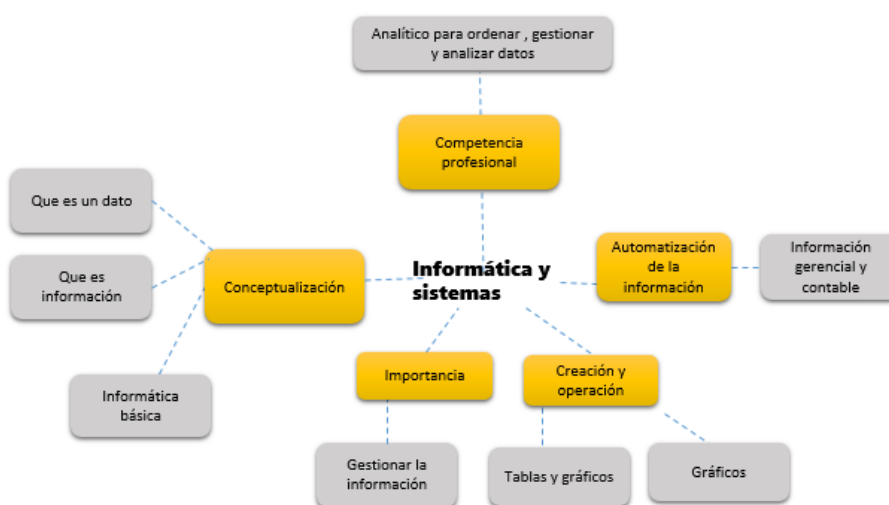 Analítico para ordenar , gestionar
y analizar datos
Competencia
profesional
Que es un dato
Que es
información
Conceptualización
Informática
básica
Informática y
sistemas
Automatización
de la
información
Información
gerencial y
contable
Importancia
Gestionar la
información
Creación y
operación
Tablas y gráficos
Gráficos